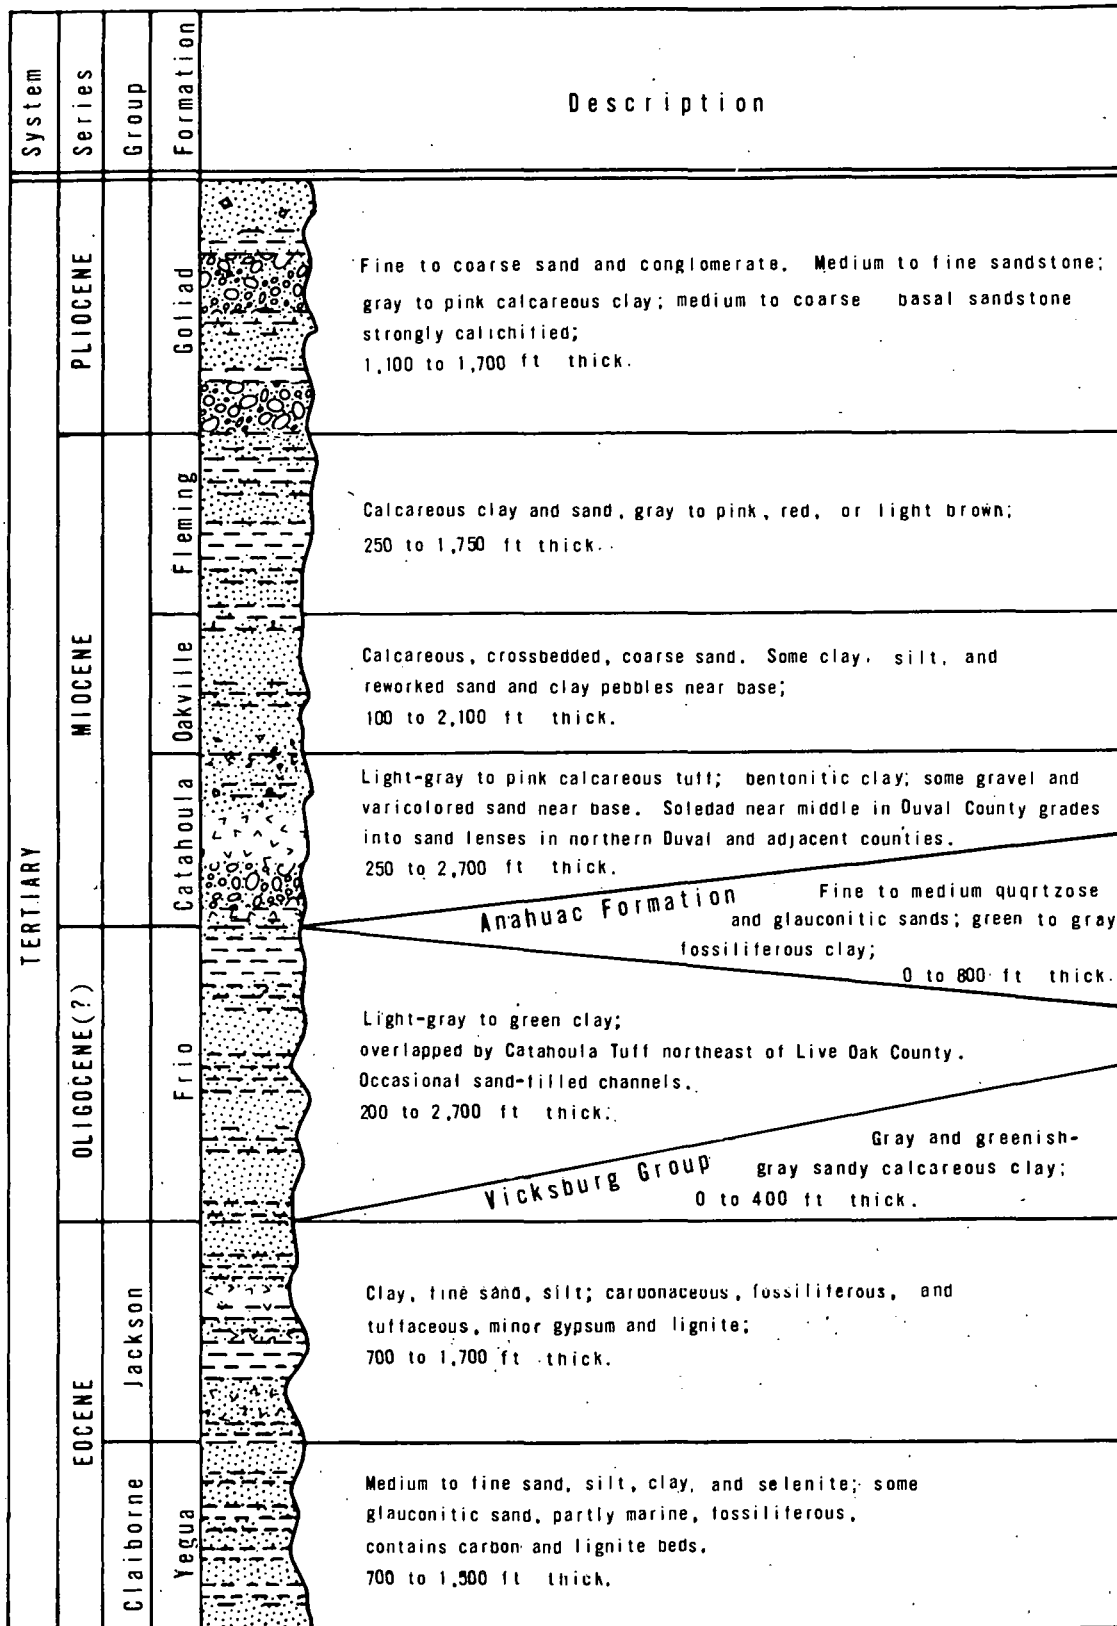 System
Series
Group
Formation
Description
TERTIARY
PLIOCENE
Goliad
Fine to coarse sand and conglomerate. Medium to fine sandstone;
gray to pink calcareous clay; medium to coarse basal sandstone
strongly calichified;
1,100 to 1,700 ft thick.
MIOCENE
Fleming
Calcareous clay and sand, gray to pink, red, or light brown;
250 to 1,750 ft thick.
Oakville
Calcareous, crossbedded, coarse sand. Some clay, silt, and
reworked sand and clay pebbles near base;
100 to 2,100 ft thick.
Catahoula
Light-gray to pink calcareous tuff; bentonitic clay; some gravel and
varicolored sand near base. Soledad near middle in Duval County grades
into sand lenses in northern Duval and adjacent counties.
250 to 2,700 ft thick.
Anahuac Formation
Fine to medium quqrtzose
and glauconitic sands; green to gray
fossiliferous clay;
0 to 800 ft thick.
OLIGOCENE(?)
Frio
Light-gray to green clay;
overlapped by Catahoula Tuff northeast of Live Oak County.
Occasional sand-filled channels.
200 to 2,700 ft thick.
Vicksburg Group
Gray and greenish-
gray sandy calcareous clay;
0 to 400 ft thick.
EOCENE
Jackson
Clay, fine sand, silt; carbonaceous, fossiliferous, and
tuffaceous, minor gypsum and lignite;
700 to 1,700 ft thick.
Claiborne
Yegua
Medium to fine sand, silt, clay, and selenite; some
glauconitic sand, partly marine, fossiliferous,
contains carbon and lignite beds.
700 to 1,500 ft thick.